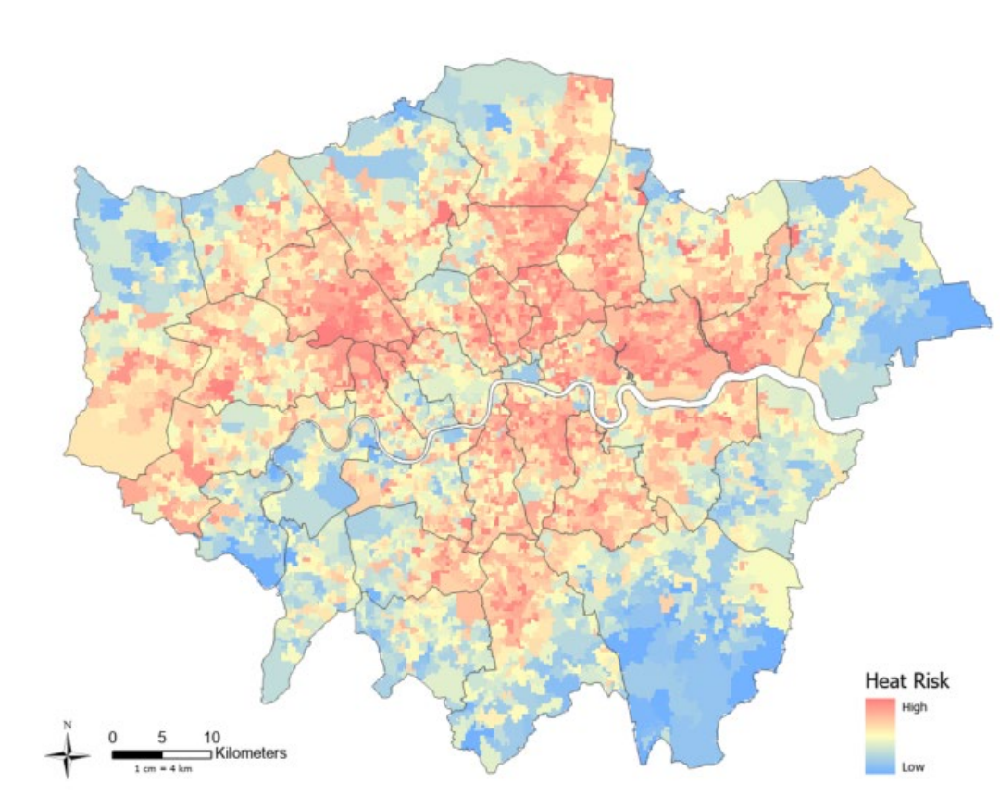 Heat Risk
High
Low
N
0 5 10
Kilometers
1 cm = 4 km